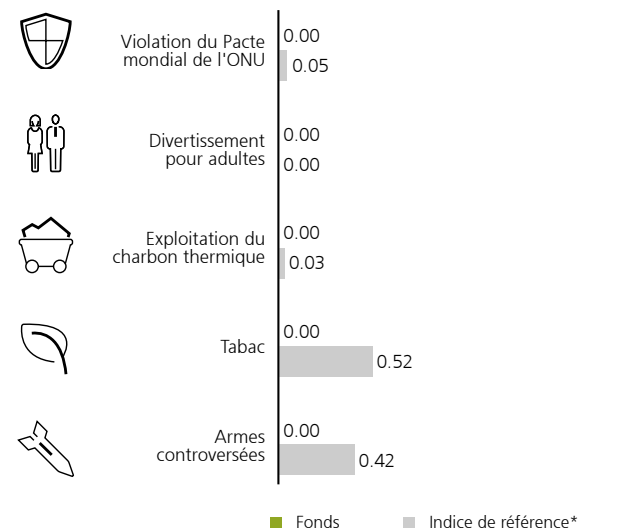 Violation du Pacte
mondial de l'ONU
0.00
0.05
Divertissement
pour adultes
0.00
0.00
Exploitation du
charbon thermique
0.00
0.03
Tabac
0.00
0.52
Armes
controversées
0.00
0.42
Fonds
Indice de référence*